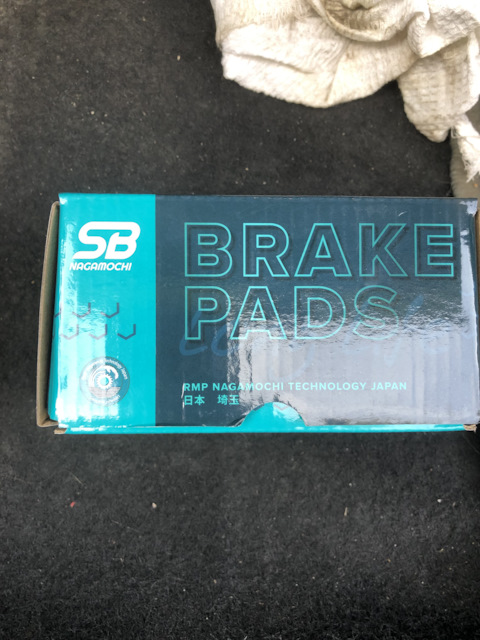 SB
NAGAMOCHI
BRAKE
PADS
RMP NAGAMOCHI TECHNOLOGY JAPAN
日本 埼玉